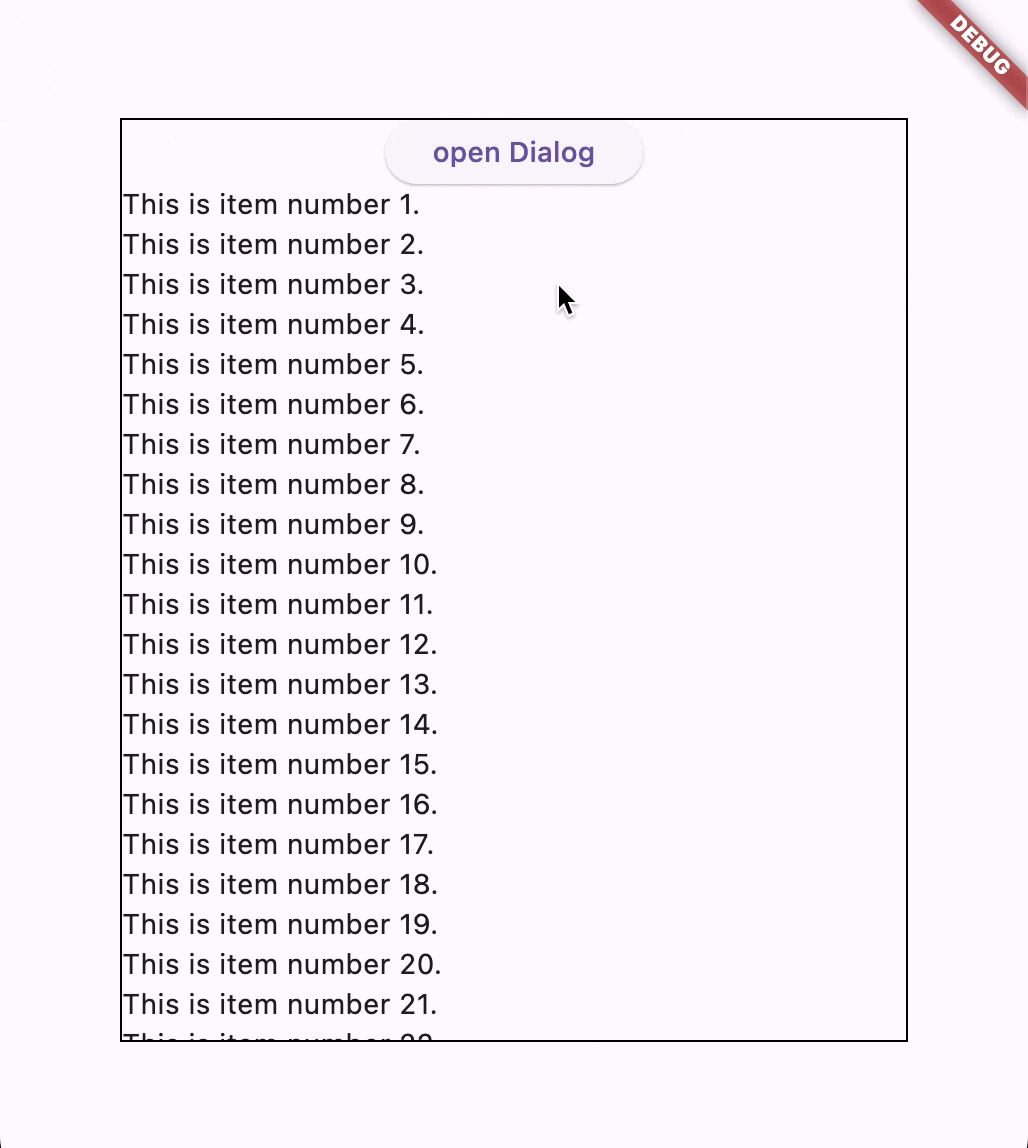 DEBUG
open Dialog
This is item number 1.
This is item number 2.
This is item number 3.
This is item number 4.
This is item number 5.
This is item number 6.
This is item number 7.
This is item number 8.
This is item number 9.
This is item number 10.
This is item number 11.
This is item number 12.
This is item number 13.
This is item number 14.
This is item number 15.
This is item number 16.
This is item number 17.
This is item number 18.
This is item number 19.
This is item number 20.
This is item number 21.
This is item number 22.